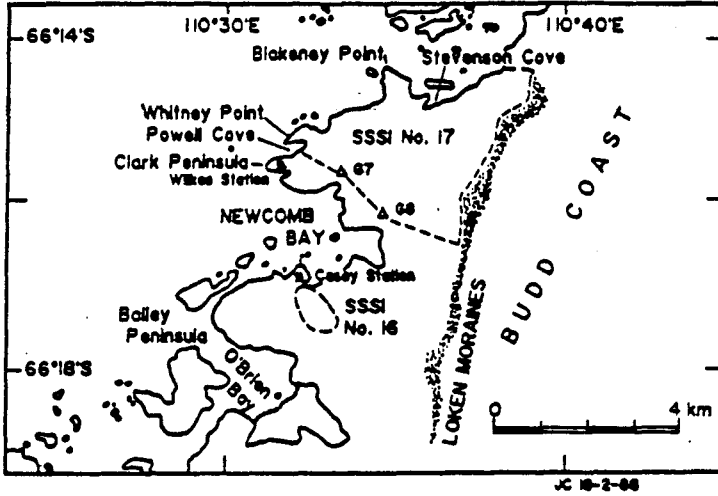 110°30'E
110°40'E
66°14'S
Blakeney Point
Stevenson Cove
Whitney Point
Powell Cove
SSSI No. 17
Clark Peninsula
G7
Wilkes Station
G8
NEWCOMB
BAY
Casey Station
SSSI
No. 16
Bailey
Peninsula
O'Brien
Bay
66°18'S
LOKEN MORAINES
BUDD COAST
0
4 km
JC 18-2-86